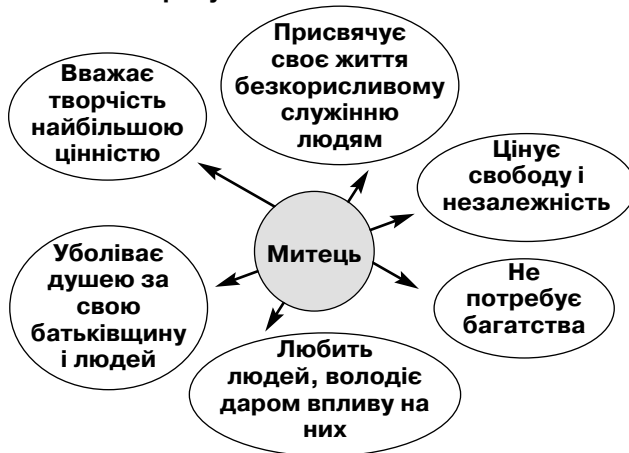 Присвячує
своє життя
безкорисливому
служінню
людям
Вважає
творчість
найбільшою
цінністю
Цінує
свободу і
незалежність
Митець
Уболіває
душею за
свою
батьківщину
і людей
Не
потребує
багатства
Любить
людей, володіє
даром впливу на
них